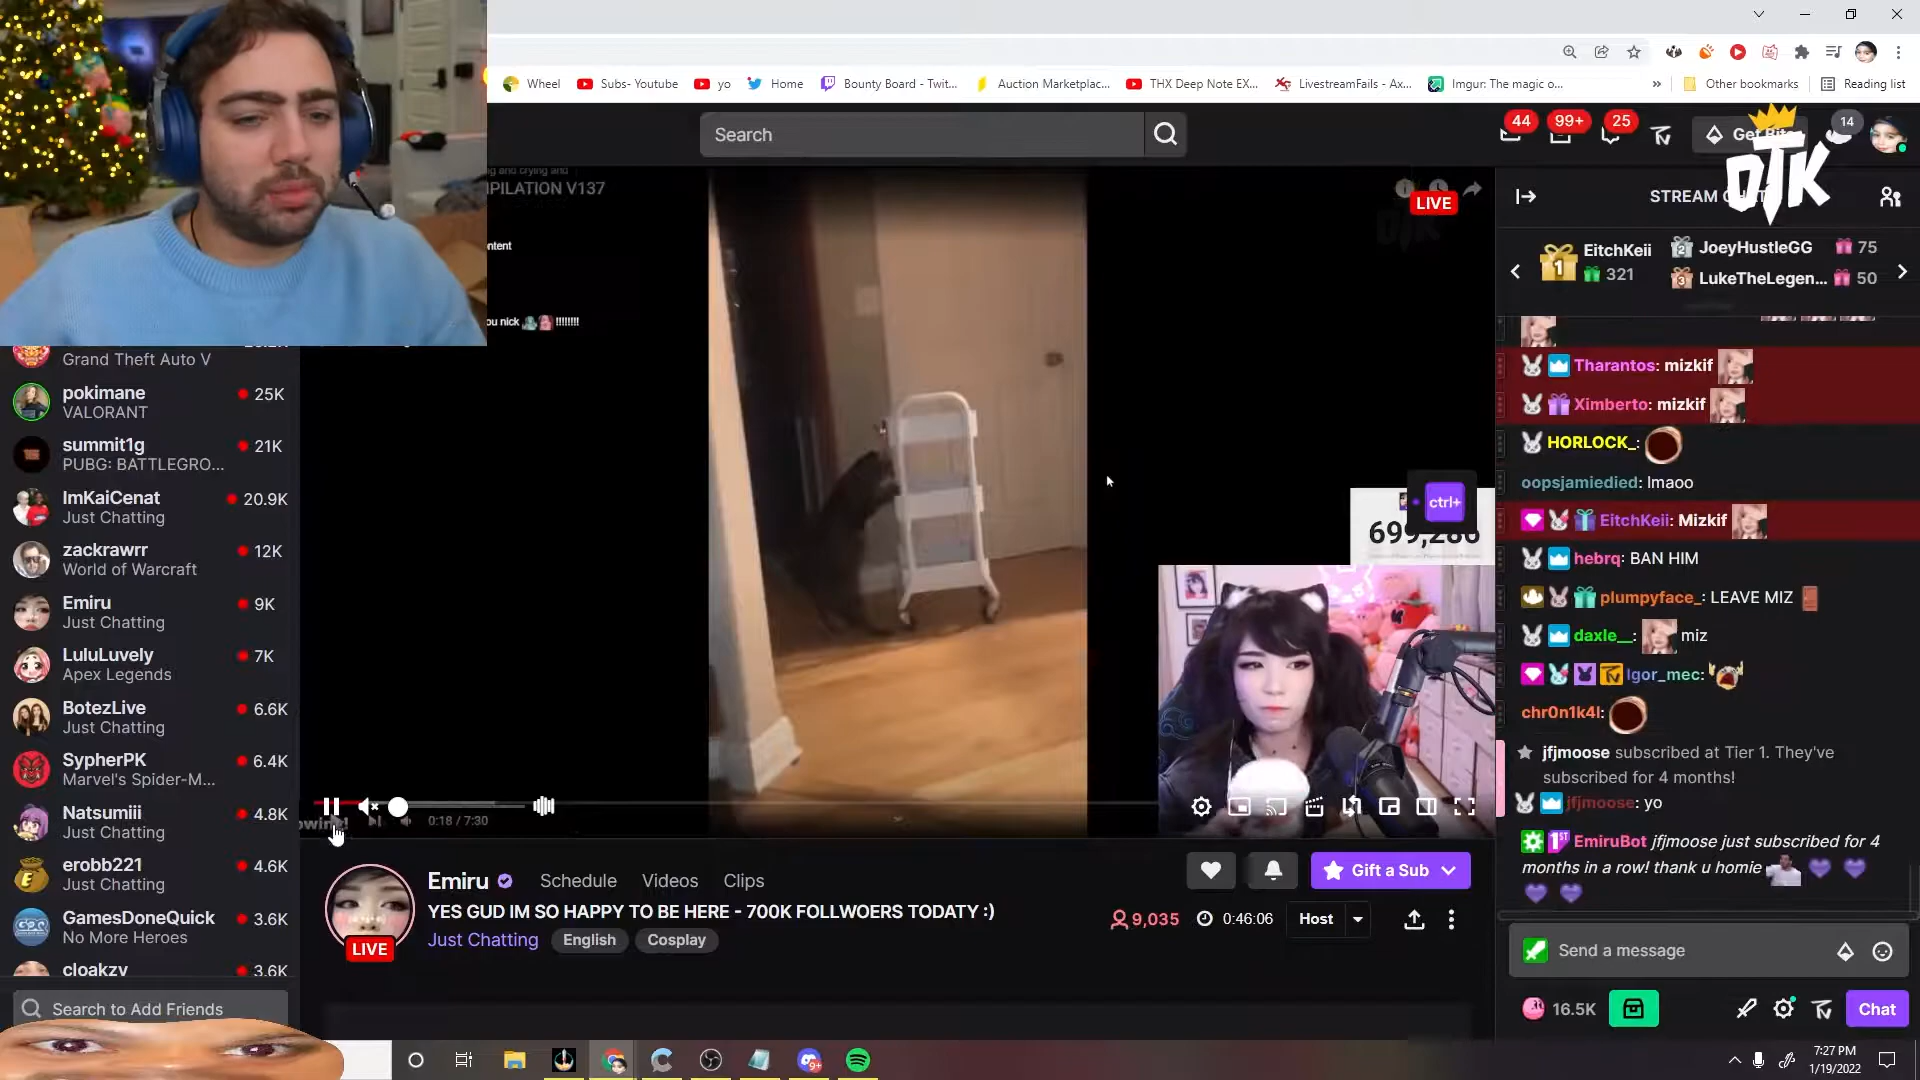 Wheel
Subs- Youtube
yo
Home
Bounty Board - Twit...
Auction Marketplac...
THX Deep Note EX...
LivestreamFails - Ax...
Imgur: The magic o...
»
Other bookmarks
Reading list
Search
44
99+
25
14
OTK
PILATION V137
LIVE
ntent
ou nick !!!!!!!!
STREAM
1
EitchKeii
321
2
JoeyHustleGG
75
3
LukeTheLegen...
50
Grand Theft Auto V
pokimane
25K
VALORANT
summit1g
21K
PUBG: BATTLEGRO...
ImKaiCenat
20.9K
Just Chatting
zackrawrr
12K
World of Warcraft
Emiru
9K
Just Chatting
LuluLuvely
7K
Apex Legends
BotezLive
6.6K
Just Chatting
SypherPK
6.4K
Marvel's Spider-M...
Natsumiii
4.8K
Just Chatting
erobb221
4.6K
Just Chatting
GamesDoneQuick
3.6K
No More Heroes
cloakzy
3.6K
Search to Add Friends
ctrl+
0:18 / 7:30
Tharantos: mizkif
Ximberto: mizkif
HORLOCK_:
oopsjamiedied: lmaoo
EitchKeii: Mizkif
hebrq: BAN HIM
plumpyface_: LEAVE MIZ
daxle__: miz
Igor_mec:
chr0n1k4l:
jfjmoose subscribed at Tier 1. They've
subscribed for 4 months!
jfjmoose: yo
EmiruBot jfjmoose just subscribed for 4
months in a row! thank u homie
Send a message
16.5K
Chat
LIVE
Emiru
Schedule
Videos
Clips
Gift a Sub
YES GUD IM SO HAPPY TO BE HERE - 700K FOLLWOERS TODATY :)
Just Chatting
English
Cosplay
9,035
0:46:06
Host
9+
7:27 PM
1/19/2022